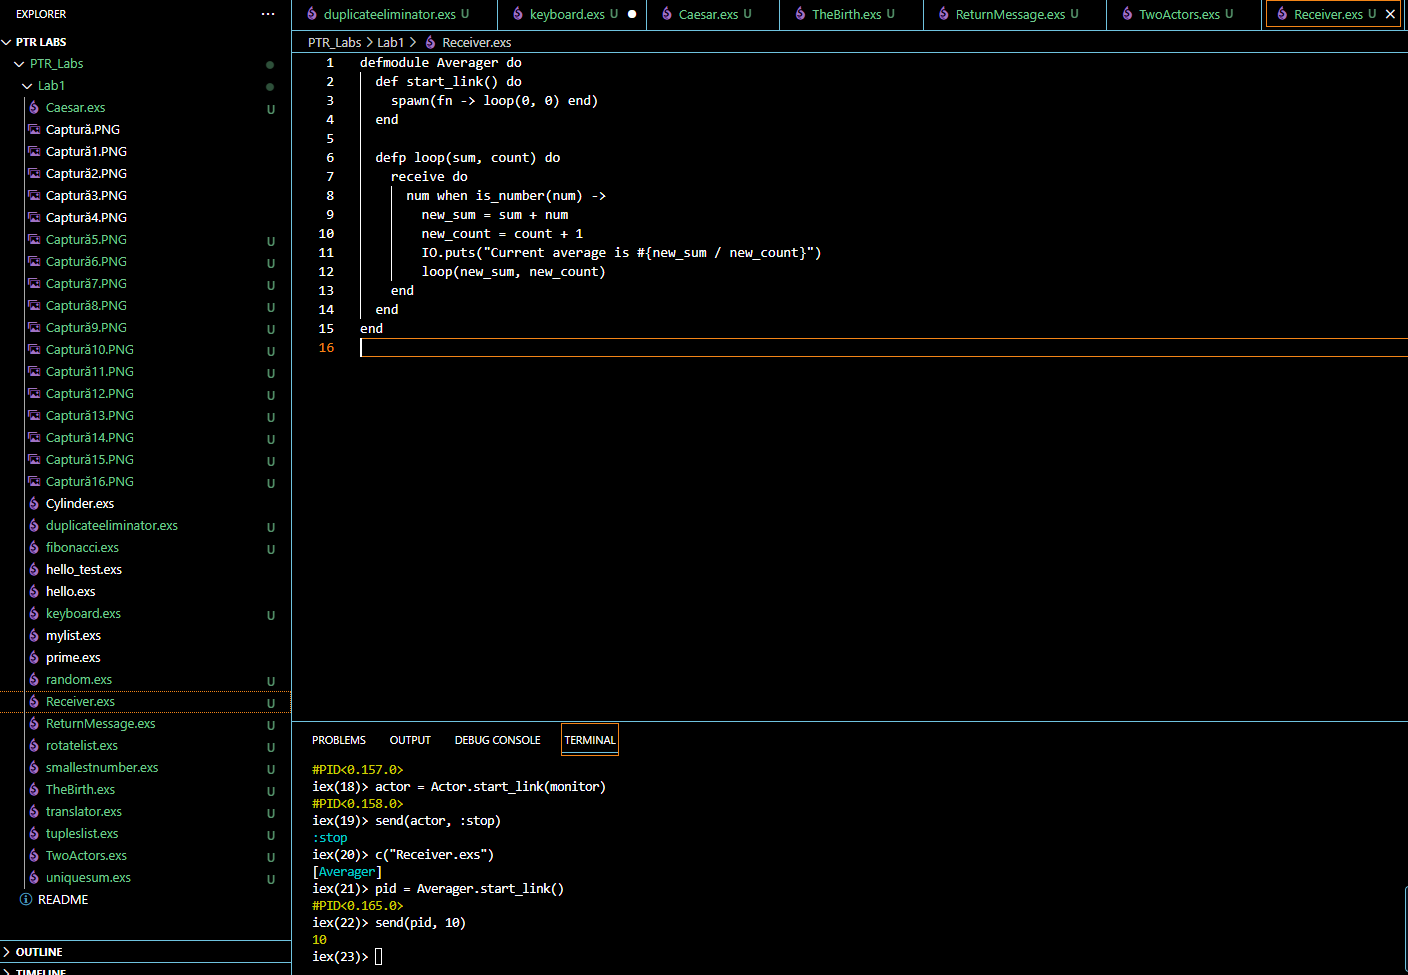 EXPLORER
PTR LABS
PTR_Labs
Lab1
Caesar.exs U
Captură.PNG
Captură1.PNG
Captură2.PNG
Captură3.PNG
Captură4.PNG
Captură5.PNG U
Captură6.PNG U
Captură7.PNG U
Captură8.PNG U
Captură9.PNG U
Captură10.PNG U
Captură11.PNG U
Captură12.PNG U
Captură13.PNG U
Captură14.PNG U
Captură15.PNG U
Captură16.PNG U
Cylinder.exs
duplicateeliminator.exs U
fibonacci.exs U
hello_test.exs
hello.exs
keyboard.exs U
mylist.exs
prime.exs
random.exs U
Receiver.exs U
ReturnMessage.exs U
rotatelist.exs U
smallestnumber.exs U
TheBirth.exs U
translator.exs U
tupleslist.exs U
TwoActors.exs U
uniquesum.exs U
README
OUTLINE
TIMELINE
duplicateeliminator.exs U keyboard.exs U Caesar.exs U TheBirth.exs U ReturnMessage.exs U TwoActors.exs U Receiver.exs U
PTR_Labs > Lab1 > Receiver.exs
1 defmodule Averager do
2 def start_link() do
3 spawn(fn -> loop(0, 0) end)
4 end
5
6 defp loop(sum, count) do
7 receive do
8 num when is_number(num) ->
9 new_sum = sum + num
10 new_count = count + 1
11 IO.puts("Current average is #{new_sum / new_count}")
12 loop(new_sum, new_count)
13 end
14 end
15 end
16
PROBLEMS OUTPUT DEBUG CONSOLE TERMINAL
#PID<0.157.0>
iex(18)> actor = Actor.start_link(monitor)
#PID<0.158.0>
iex(19)> send(actor, :stop)
:stop
iex(20)> c("Receiver.exs")
[Averager]
iex(21)> pid = Averager.start_link()
#PID<0.165.0>
iex(22)> send(pid, 10)
10
iex(23)>